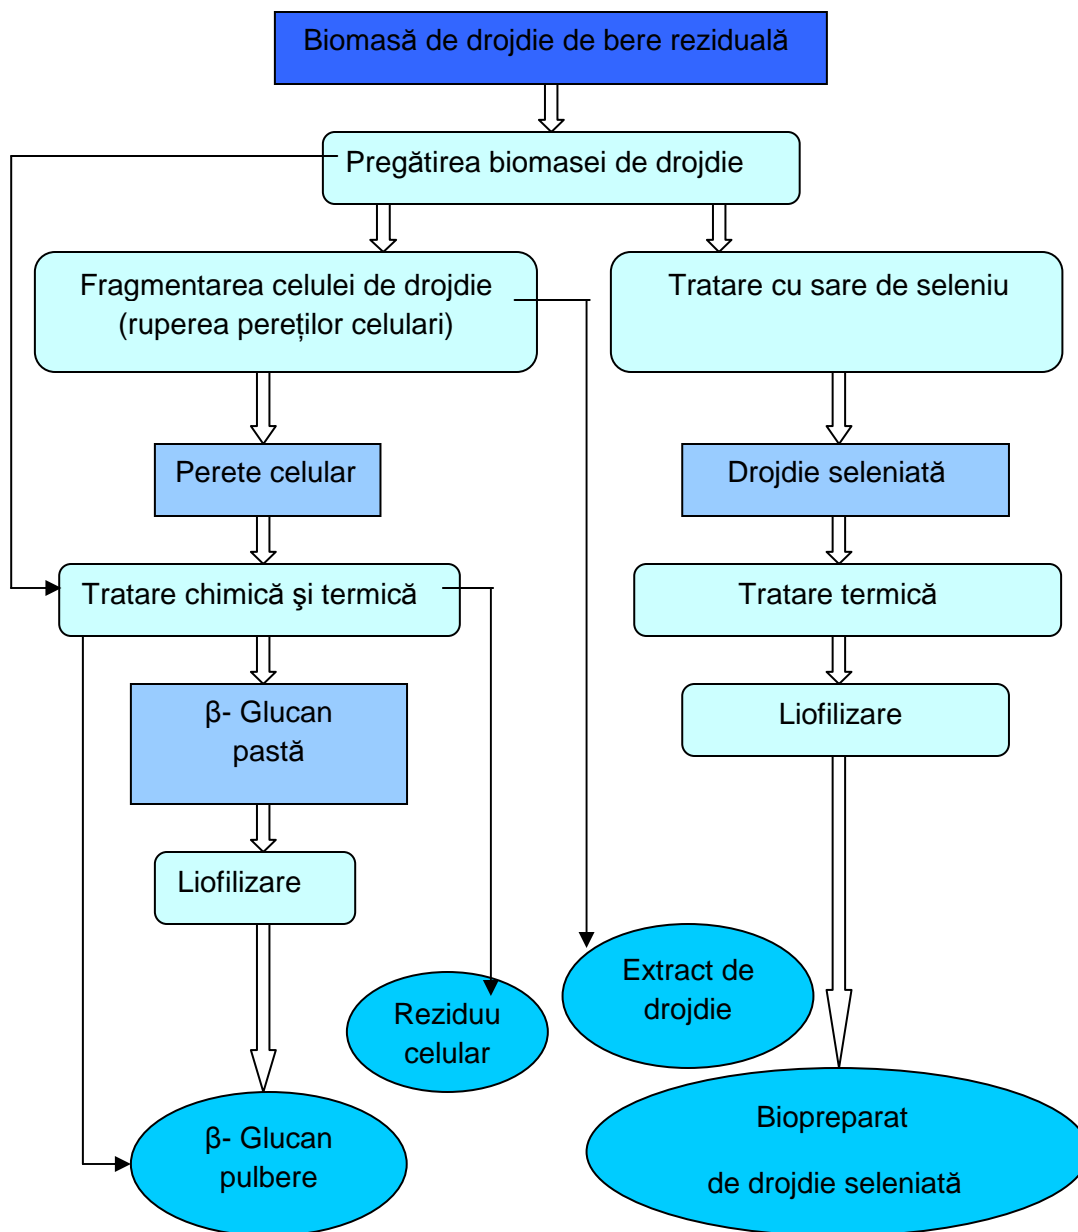 Biomasă de drojdie de bere reziduală
Pregătirea biomasei de drojdie
Fragmentarea celulei de drojdie
(ruperea pereților celulari)
Tratare cu sare de seleniu
Perete celular
Drojdie seleniată
Tratare chimică şi termică
Tratare termică
β- Glucan
pastă
Liofilizare
Liofilizare
Extract de
drojdie
Reziduu
celular
β- Glucan
pulbere
Biopreparat
de drojdie seleniată